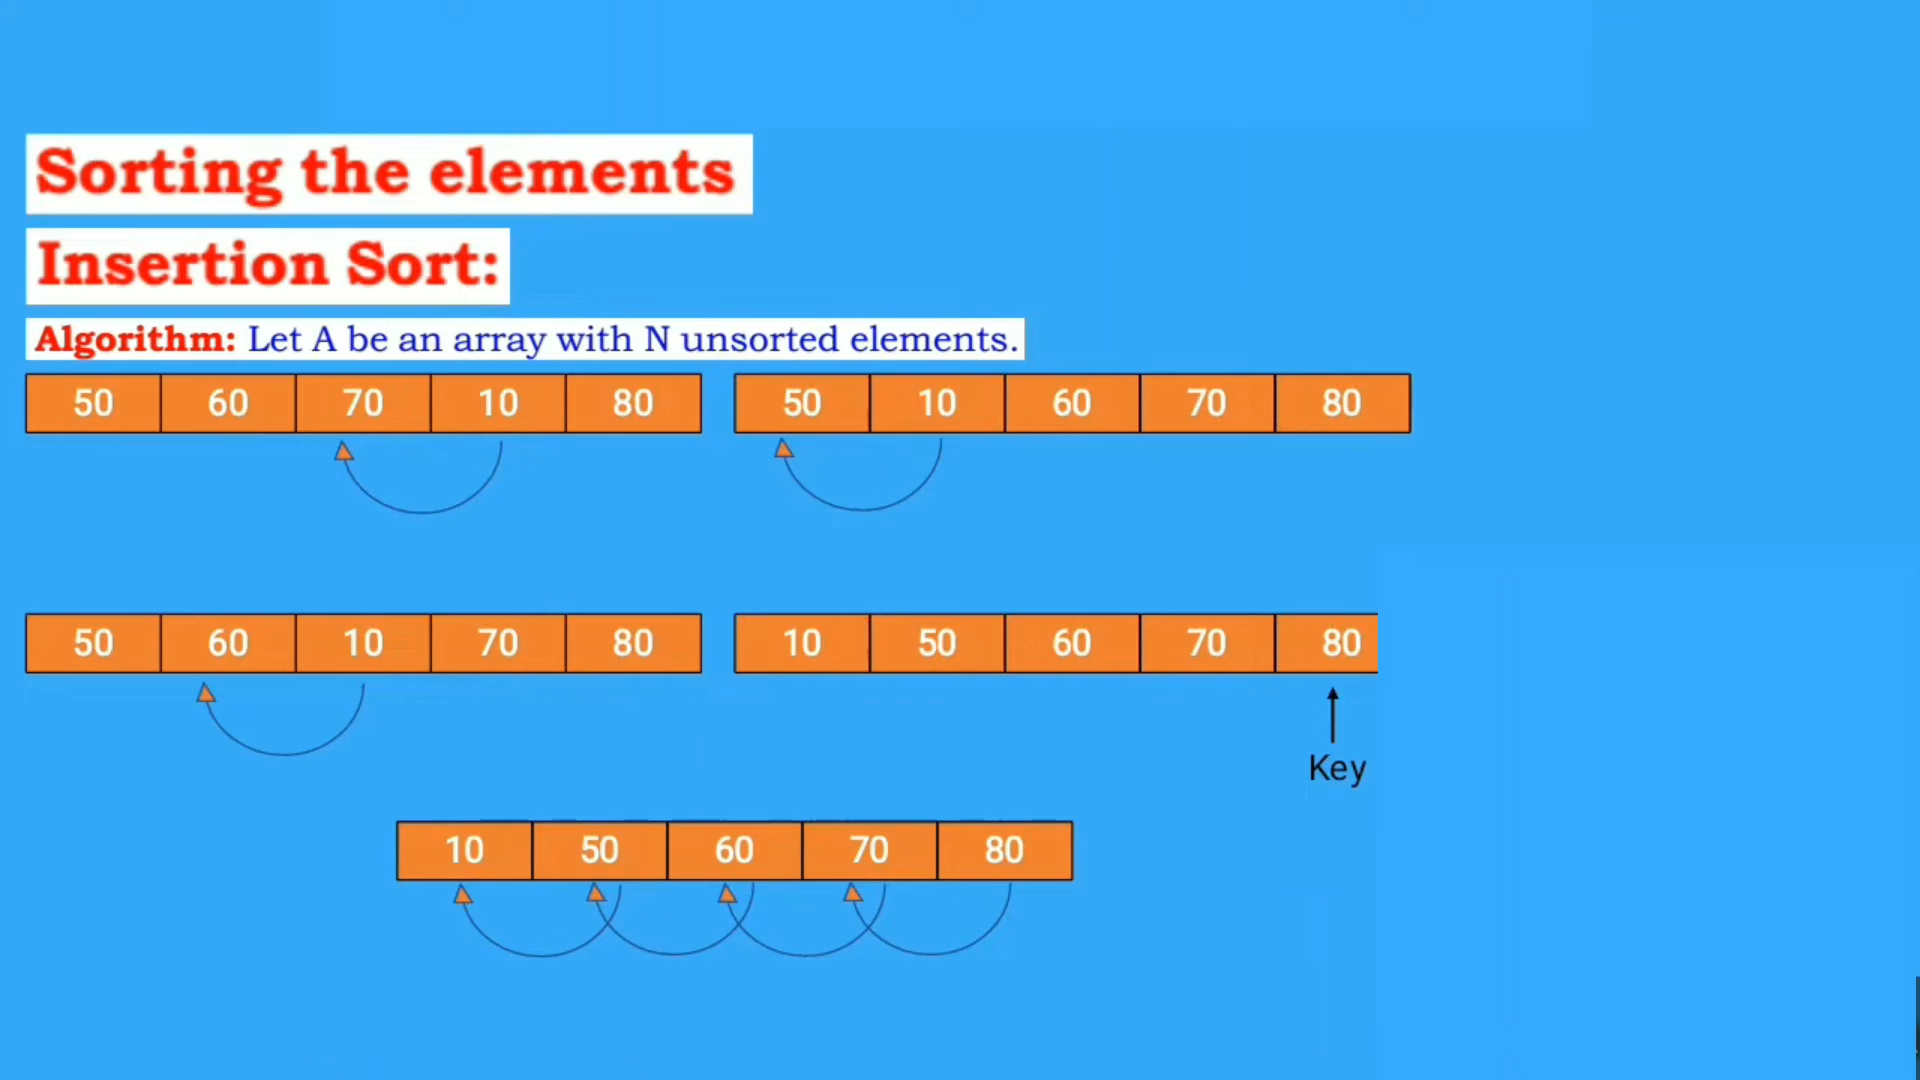 Sorting the elements
Insertion Sort:
Algorithm: Let A be an array with N unsorted elements.
50 60 70 10 80
50 10 60 70 80
50 60 10 70 80
10 50 60 70 80
Key
10 50 60 70 80